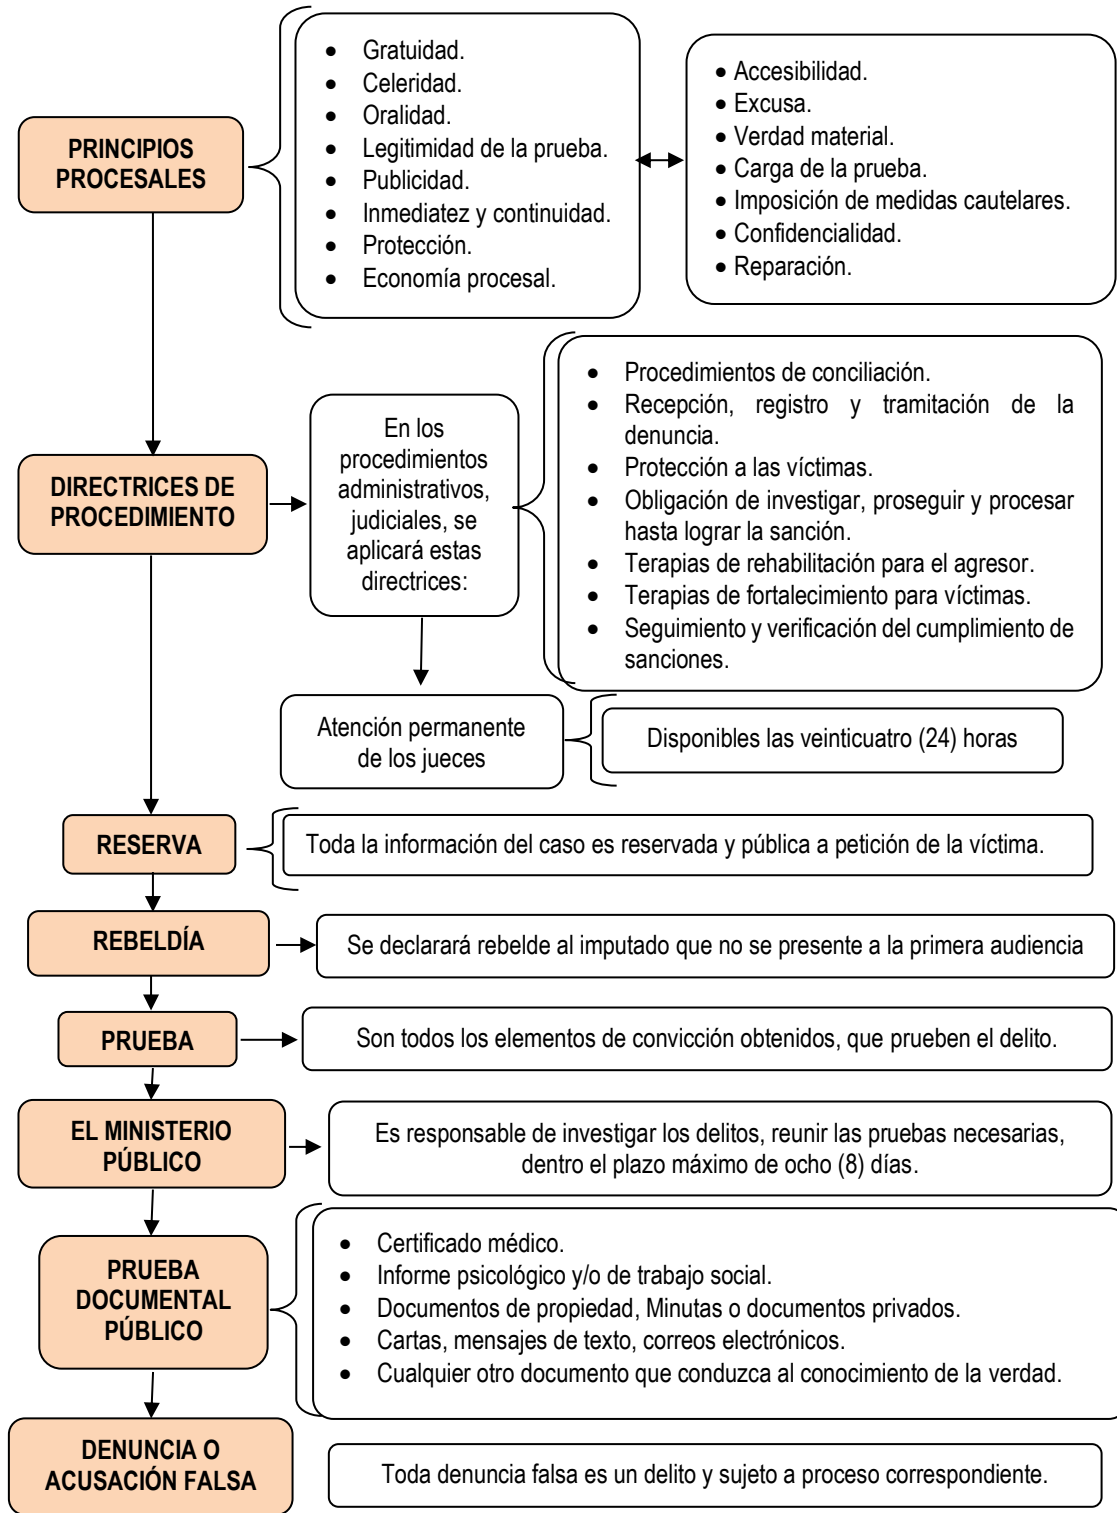 PRINCIPIOS
PROCESALES
• Gratuidad.
• Celeridad.
• Oralidad.
• Legitimidad de la prueba.
• Publicidad.
• Inmediatez y continuidad.
• Protección.
• Economía procesal.
• Accesibilidad.
• Excusa.
• Verdad material.
• Carga de la prueba.
• Imposición de medidas cautelares.
• Confidencialidad.
• Reparación.
DIRECTRICES DE
PROCEDIMIENTO
En los
procedimientos
administrativos,
judiciales, se
aplicará estas
directrices:
• Procedimientos de conciliación.
• Recepción, registro y tramitación de la
denuncia.
• Protección a las víctimas.
• Obligación de investigar, proseguir y procesar
hasta lograr la sanción.
• Terapias de rehabilitación para el agresor.
• Terapias de fortalecimiento para víctimas.
• Seguimiento y verificación del cumplimiento de
sanciones.
Atención permanente
de los jueces
Disponibles las veinticuatro (24) horas
RESERVA
Toda la información del caso es reservada y pública a petición de la víctima.
REBELDÍA
Se declarará rebelde al imputado que no se presente a la primera audiencia
PRUEBA
Son todos los elementos de convicción obtenidos, que prueben el delito.
EL MINISTERIO
PÚBLICO
Es responsable de investigar los delitos, reunir las pruebas necesarias,
dentro el plazo máximo de ocho (8) días.
PRUEBA
DOCUMENTAL
PÚBLICO
• Certificado médico.
• Informe psicológico y/o de trabajo social.
• Documentos de propiedad, Minutas o documentos privados.
• Cartas, mensajes de texto, correos electrónicos.
• Cualquier otro documento que conduzca al conocimiento de la verdad.
DENUNCIA O
ACUSACIÓN FALSA
Toda denuncia falsa es un delito y sujeto a proceso correspondiente.